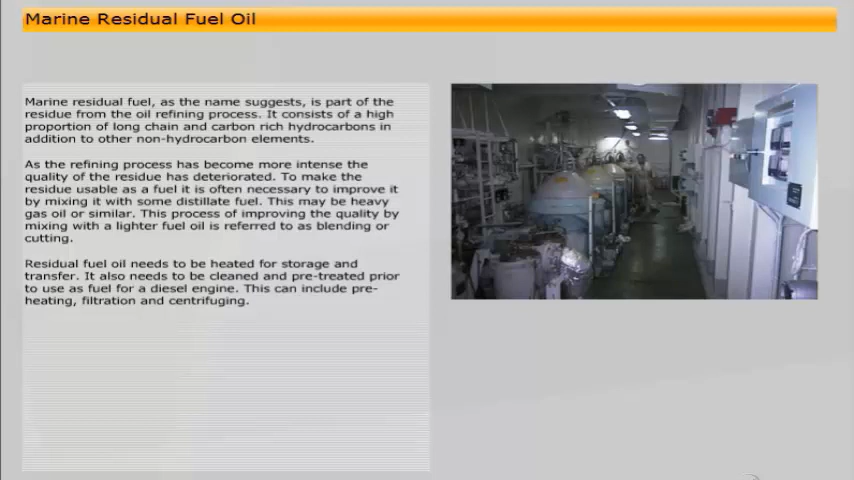 Marine Residual Fuel Oil
Marine residual fuel, as the name suggests, is part of the
residue from the oil refining process. It consists of a high
proportion of long chain and carbon rich hydrocarbons in
addition to other non-hydrocarbon elements.
As the refining process has become more intense the
quality of the residue has deteriorated. To make the
residue usable as a fuel it is often necessary to improve it
by mixing it with some distillate fuel. This may be heavy
gas oil or similar. This process of improving the quality by
mixing with a lighter fuel oil is referred to as blending or
cutting.
Residual fuel oil needs to be heated for storage and
transfer. It also needs to be cleaned and pre-treated prior
to use as fuel for a diesel engine. This can include pre-
heating, filtration and centrifuging.